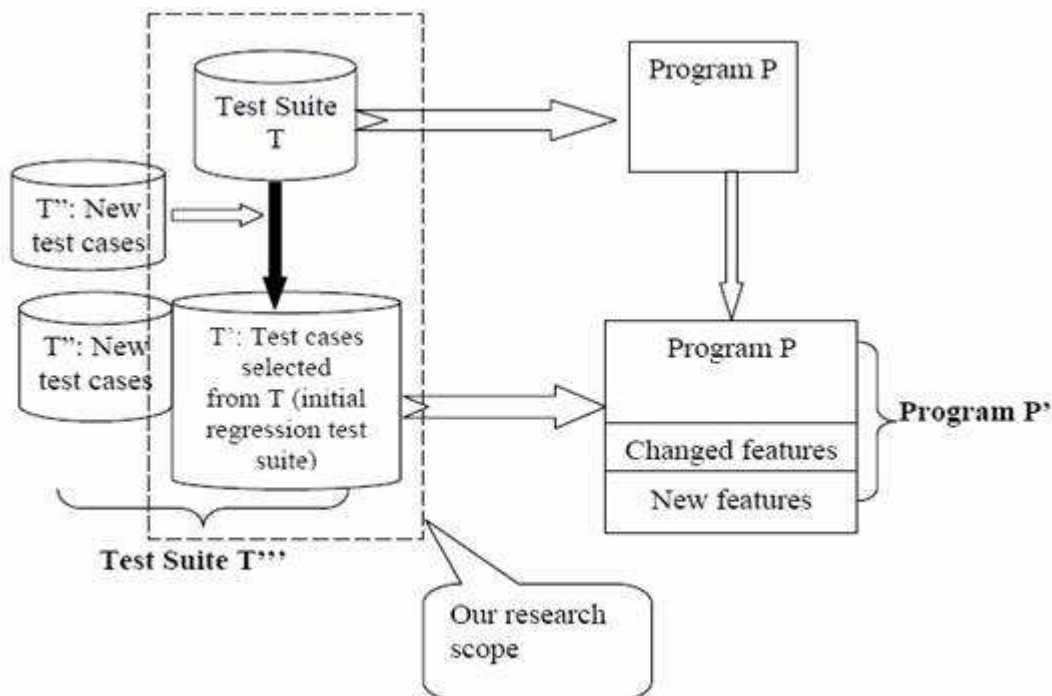 Test Suite
T
Program P
T”: New
test cases
T”: New
test cases
T`: Test cases
selected
from T (initial
regression test
suite)
Program P
Changed features
New features
Program P’
Test Suite T’’’
Our research
scope